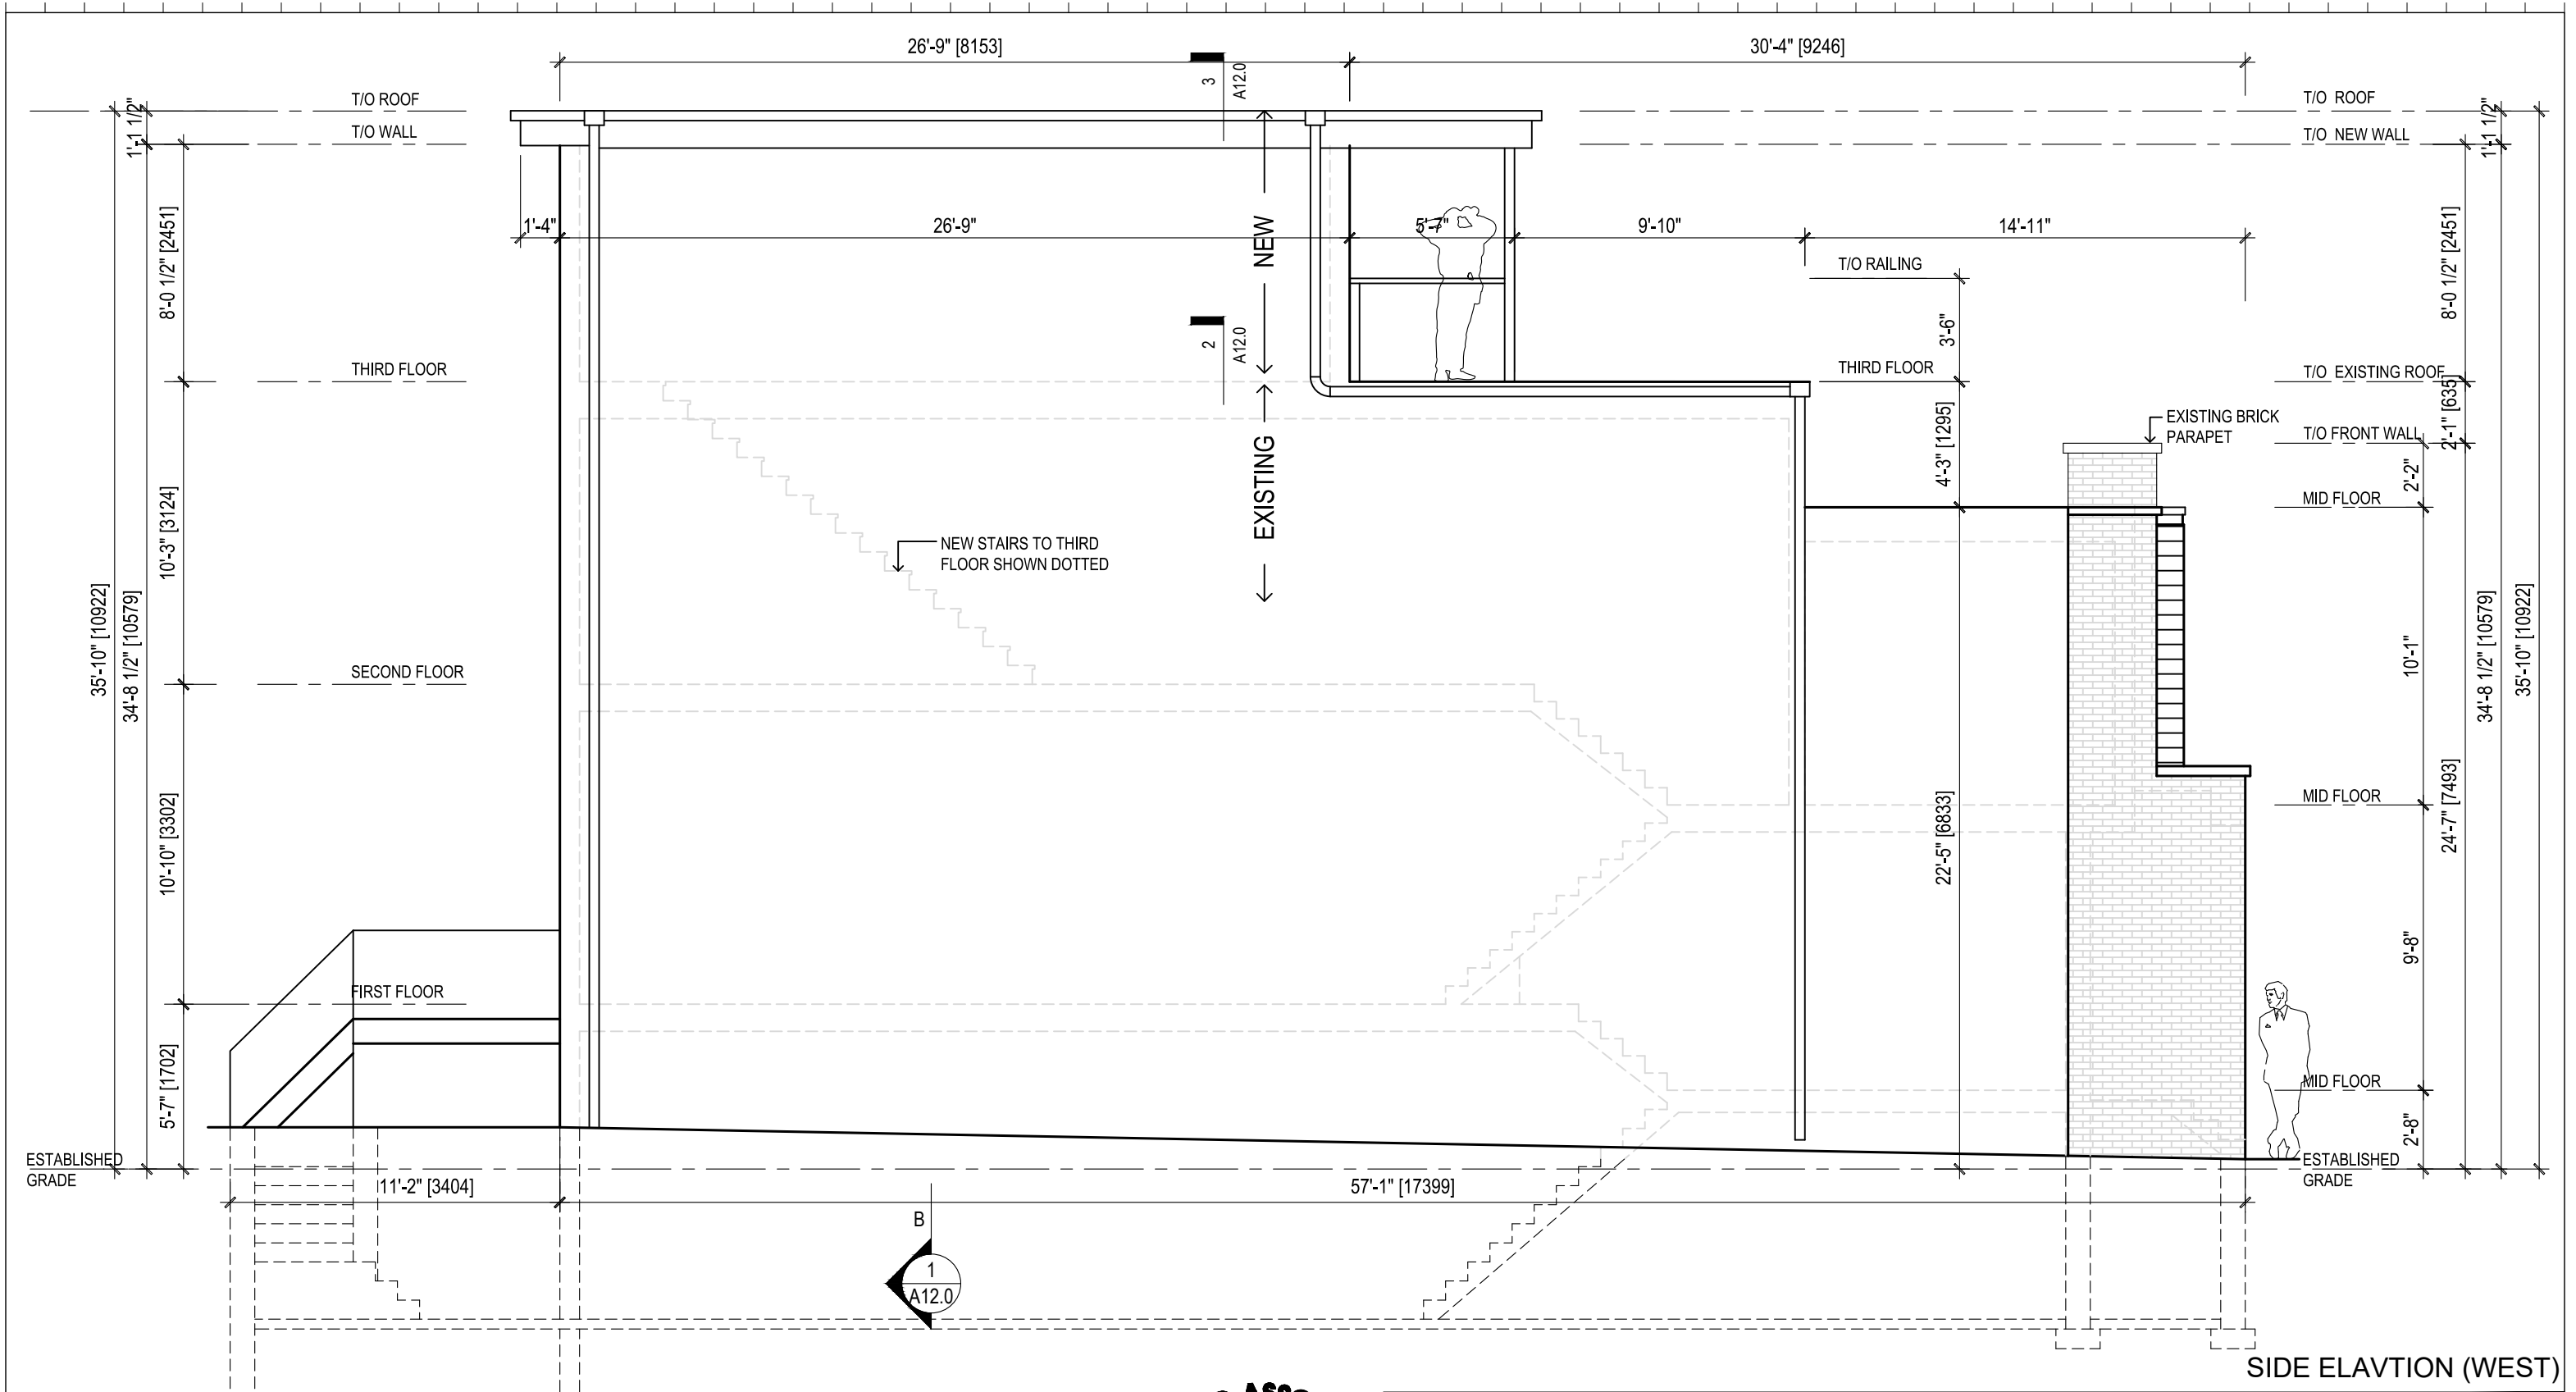 26'-9" [8153]
30'-4" [9246]
3
A12.0
T/O ROOF
T/O ROOF
1'-1 1/2"
1'-1 1/2"
T/O WALL
T/O NEW WALL
8'-0 1/2" [2451]
8'-0 1/2" [2451]
1'-4"
26'-9"
NEW
5'-7"
9'-10"
14'-11"
T/O RAILING
3'-6"
2
A12.0
THIRD FLOOR
THIRD FLOOR
T/O EXISTING ROOF
2'-1" [635]
EXISTING BRICK
PARAPET
T/O FRONT WALL
4'-3" [1295]
2'-2"
EXISTING
MID FLOOR
10'-3" [3124]
NEW STAIRS TO THIRD
FLOOR SHOWN DOTTED
35'-10" [10922]
34'-8 1/2" [10579]
34'-8 1/2" [10579]
35'-10" [10922]
10'-1"
SECOND FLOOR
MID FLOOR
10'-10" [3302]
22'-5" [6833]
24'-7" [7493]
9'-8"
FIRST FLOOR
5'-7" [1702]
MID FLOOR
2'-8"
ESTABLISHED
GRADE
ESTABLISHED
GRADE
11'-2" [3404]
57'-1" [17399]
B
1
A12.0
SIDE ELAVTION (WEST)